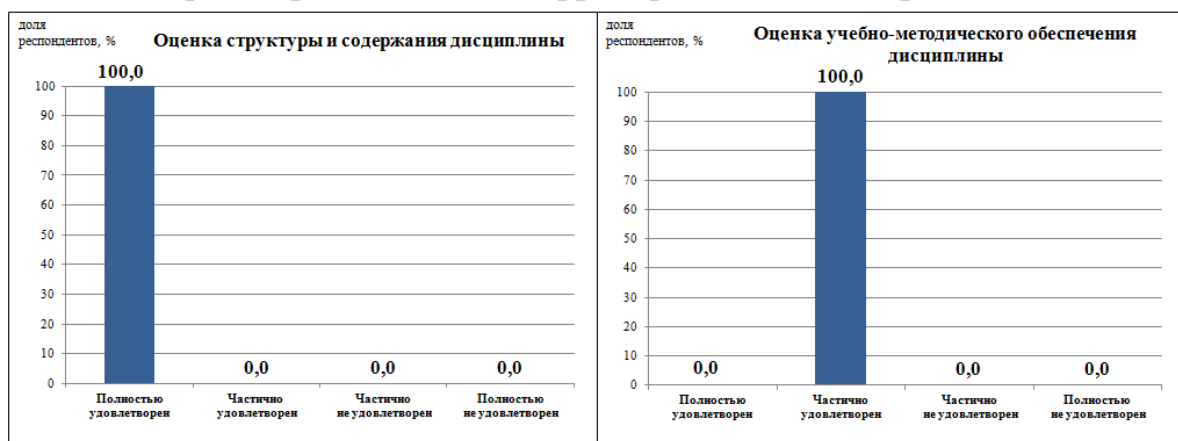 доля
респондентов, %
Оценка структуры и содержания дисциплины
100,0
100
90
80
70
60
50
40
30
20
10
0
0,0
0,0
0,0
Полностью
удовлетворен
Частично
удовлетворен
Частично
не удовлетворен
Полностью
не удовлетворен
доля
респондентов, %
Оценка учебно-методического обеспечения
дисциплины
100,0
100
90
80
70
60
50
40
30
20
10
0
0,0
0,0
0,0
Полностью
удовлетворен
Частично
удовлетворен
Частично
не удовлетворен
Полностью
не удовлетворен